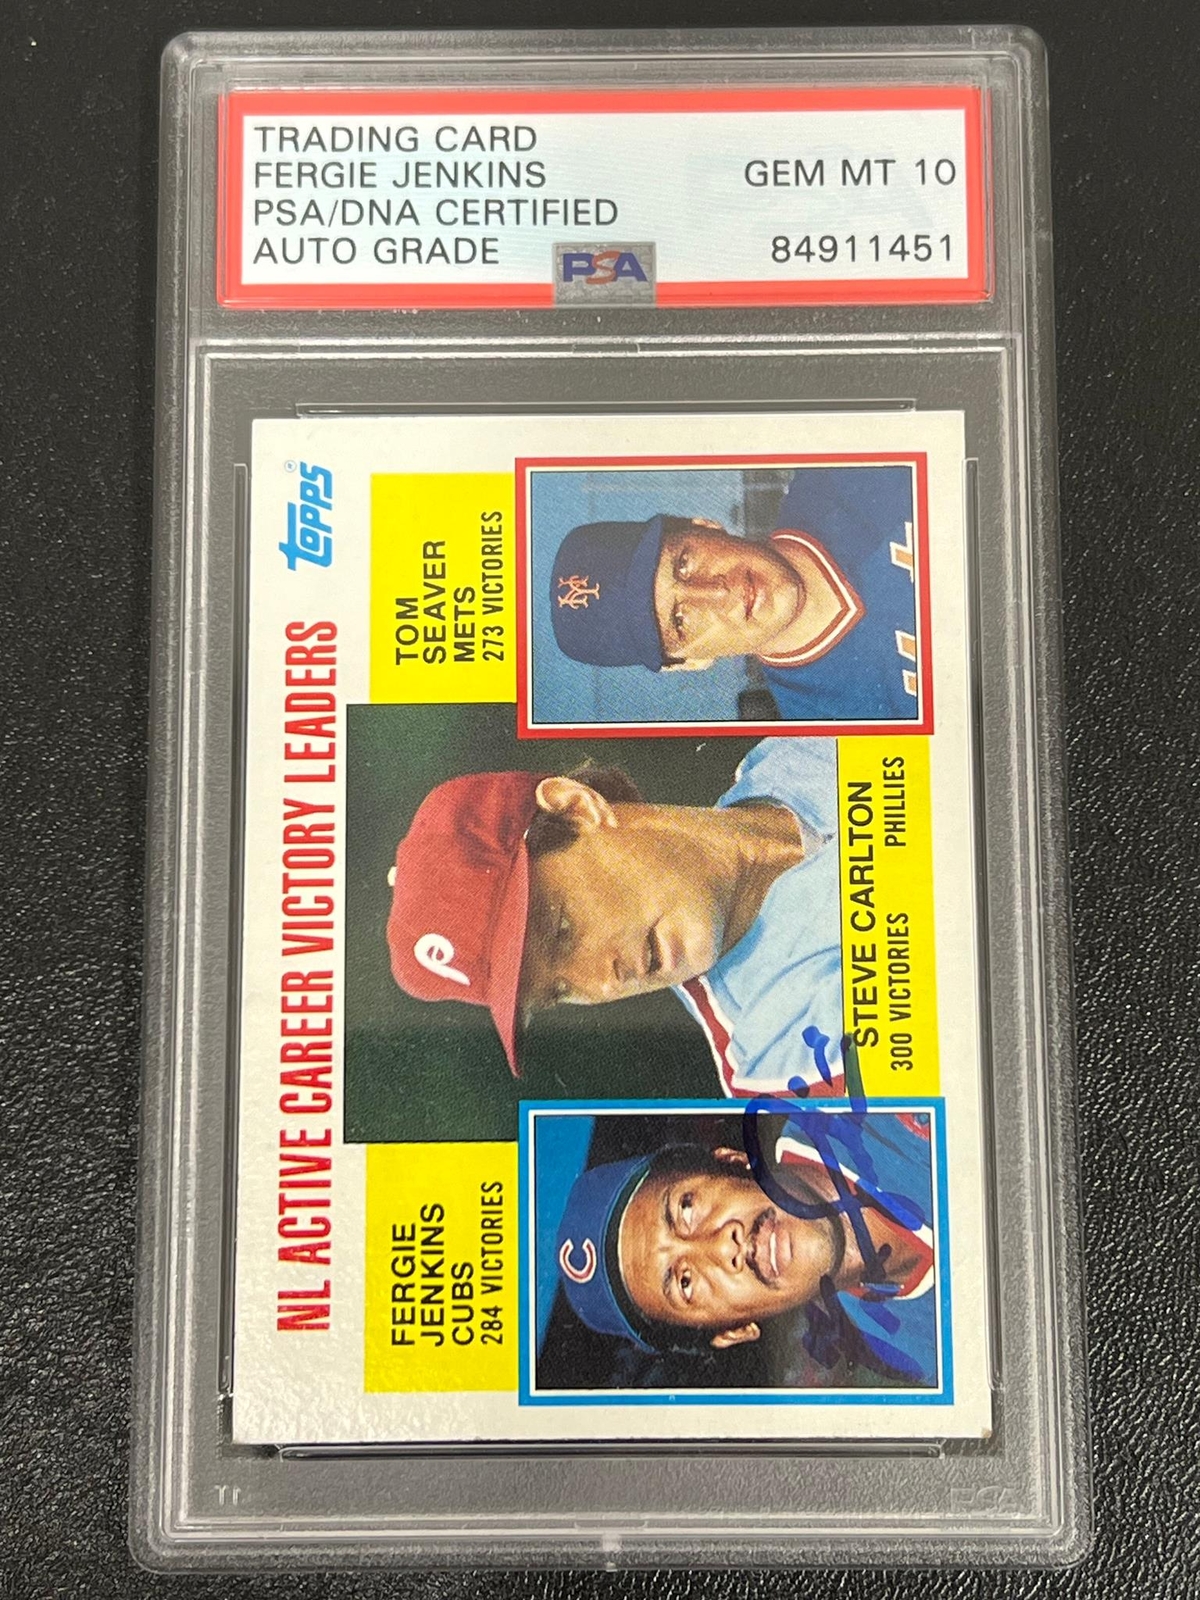 TRADING CARD
FERGIE JENKINS
PSA/DNA CERTIFIED
AUTO GRADE
GEM MT 10
84911451
PSA
NL ACTIVE CAREER VICTORY LEADERS
Topps
FERGIE
JENKINS
CUBS
284 VICTORIES
C
P
STEVE CARLTON
300 VICTORIES PHILLIES
TOM
SEAVER
METS
273 VICTORIES
NY